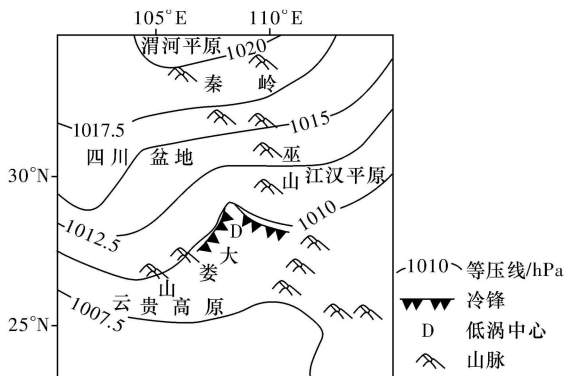 105°E 110°E
渭河平原 1020
秦 岭
1017.5 1015
四川 盆地 巫
30°N 山 江汉平原
1010
1012.5 D
大
娄
山
云贵高原
1007.5
25°N
1010 等压线/hPa
冷锋
D 低涡中心
山脉